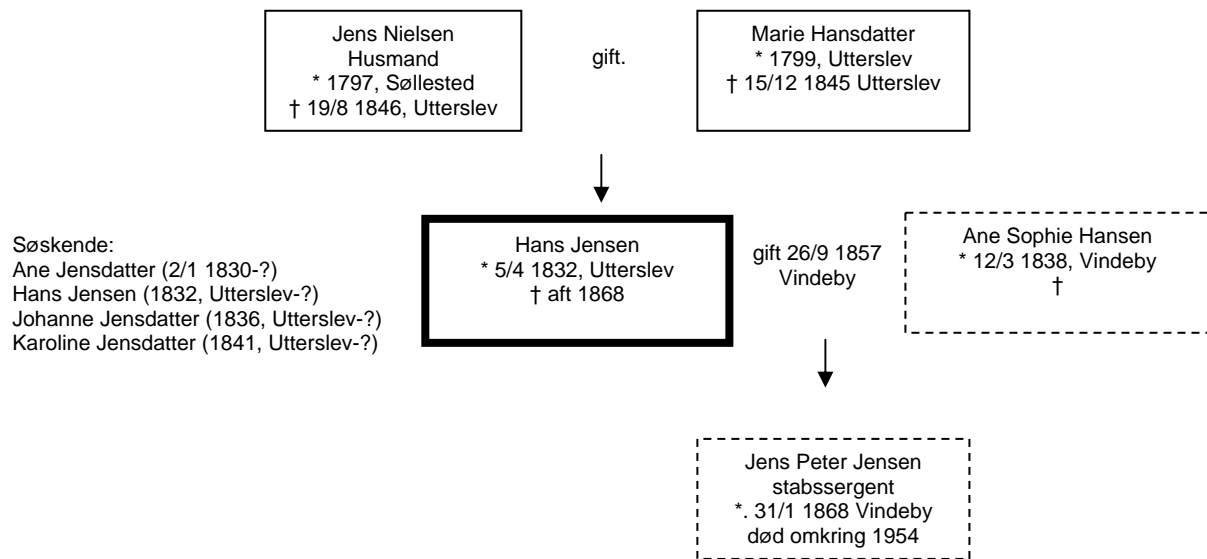 Jens Nielsen
Husmand
* 1797, Søllested
† 19/8 1846, Utterslev
gift.
Marie Hansdatter
* 1799, Utterslev
† 15/12 1845 Utterslev
Søskende:
Ane Jensdatter (2/1 1830-?)
Hans Jensen (1832, Utterslev-?)
Johanne Jensdatter (1836, Utterslev-?)
Karoline Jensdatter (1841, Utterslev-?)
Hans Jensen
* 5/4 1832, Utterslev
† aft 1868
gift 26/9 1857
Vindeby
Ane Sophie Hansen
* 12/3 1838, Vindeby
†
Jens Peter Jensen
stabssergent
*. 31/1 1868 Vindeby
død omkring 1954